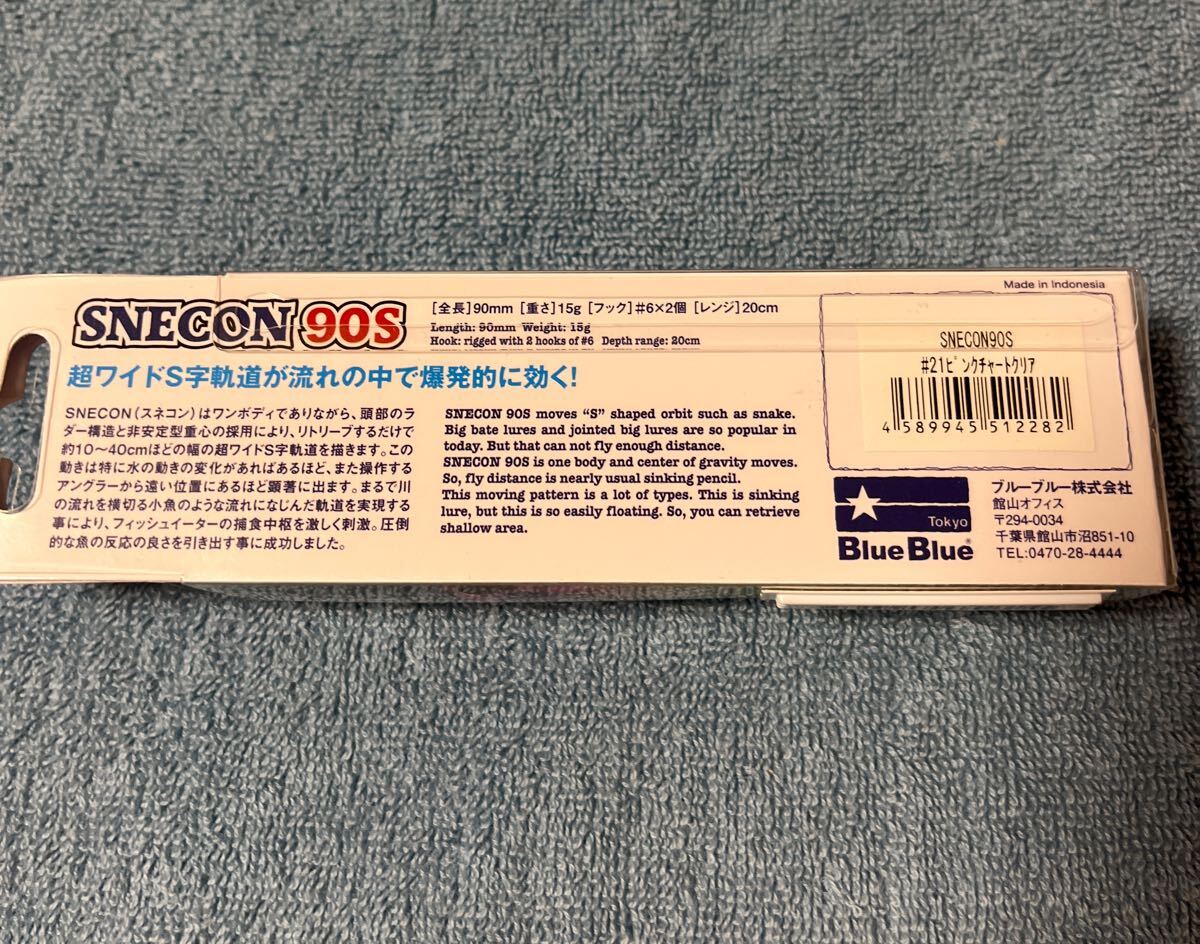 Made in Indonesia
SNECON 90S
[全長]90mm [重さ]15g [フック]#6×2個 [レンジ]20cm
Length: 90mm Weight: 15g
Hook: rigged with 2 hooks of #6 Depth range: 20cm
超ワイドS字軌道が流れの中で爆発的に効く!
SNECON(スネコン)はワンボディでありながら、頭部のラ
ダー構造と非安定型重心の採用により、リトリーブするだけで
約10〜40cmほどの幅の超ワイドS字軌道を描きます。この
動きは特に水の動きの変化があればあるほど、また操作する
アングラーから遠い位置にあるほど顕著に出ます。まるで川
の流れを横切る小魚のような流れになじんだ軌道を実現する
事により、フィッシュイーターの捕食中枢を激しく刺激。圧倒
的な魚の反応の良さを引き出す事に成功しました。
SNECON 90S moves “S” shaped orbit such as snake.
Big bate lures and jointed big lures are so popular in
today. But that can not fly enough distance.
SNECON 90S is one body and center of gravity moves.
So, fly distance is nearly usual sinking pencil.
This moving pattern is a lot of types. This is sinking
lure, but this is so easily floating. So, you can retrieve
shallow area.
SNECON90S
#21ピンクチャートクリア
4 589945 512282
Tokyo
BlueBlue®
ブルーブルー株式会社
館山オフィス
〒294-0034
千葉県館山市沼851-10
TEL:0470-28-4444